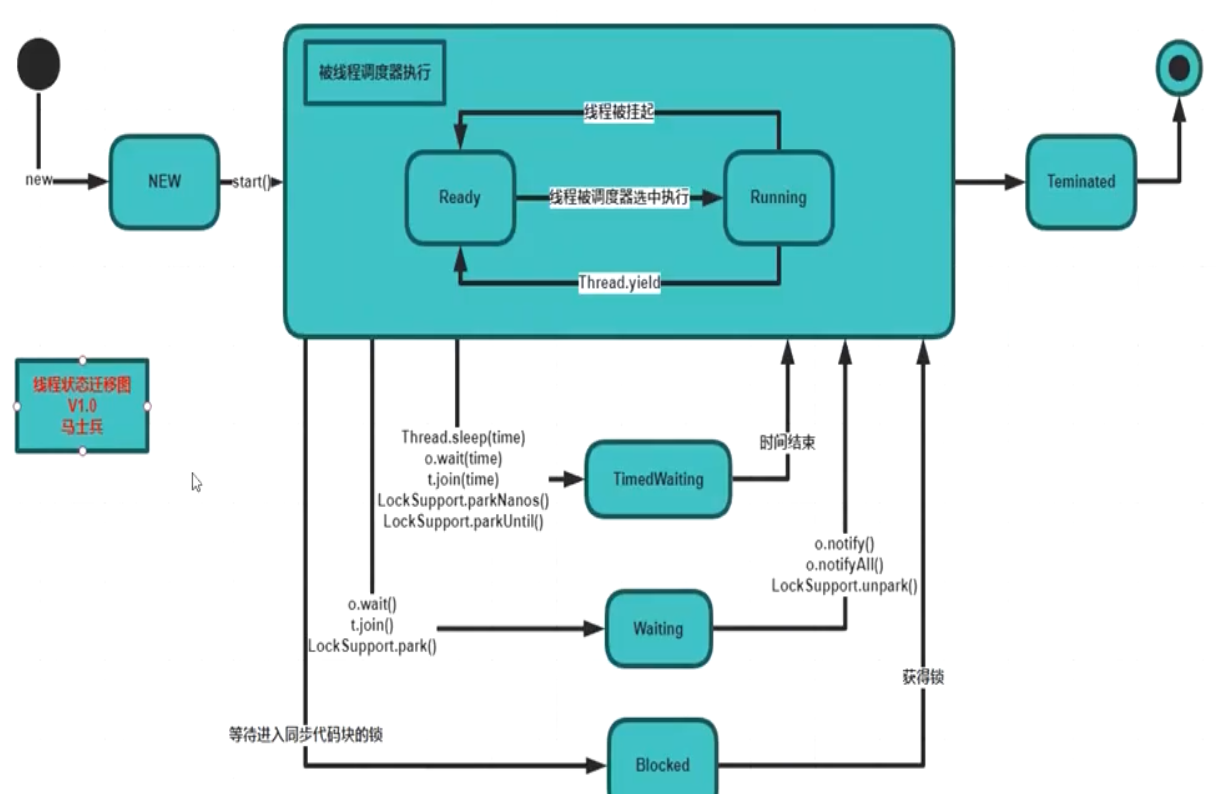 被线程调度器执行
线程被挂起
new
NEW
start()
Ready
线程被调度器选中执行
Running
Teminated
Thread.yield
线程状态迁移图
V1.0
马士兵
Thread.sleep(time)
o.wait(time)
t.join(time)
LockSupport.parkNanos()
LockSupport.parkUntil()
TimedWaiting
时间结束
o.notify()
o.notifyAll()
LockSupport.unpark()
o.wait()
t.join()
LockSupport.park()
Waiting
获得锁
等待进入同步代码块的锁
Blocked